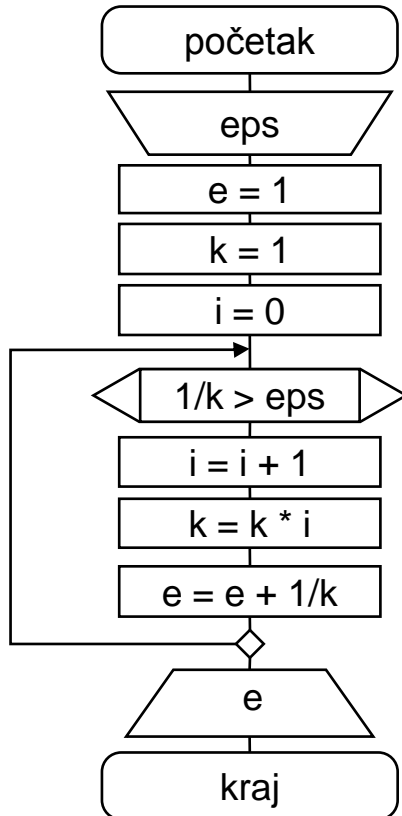 početak
eps
e = 1
k = 1
i = 0
1/k > eps
i = i + 1
k = k * i
e = e + 1/k
e
kraj